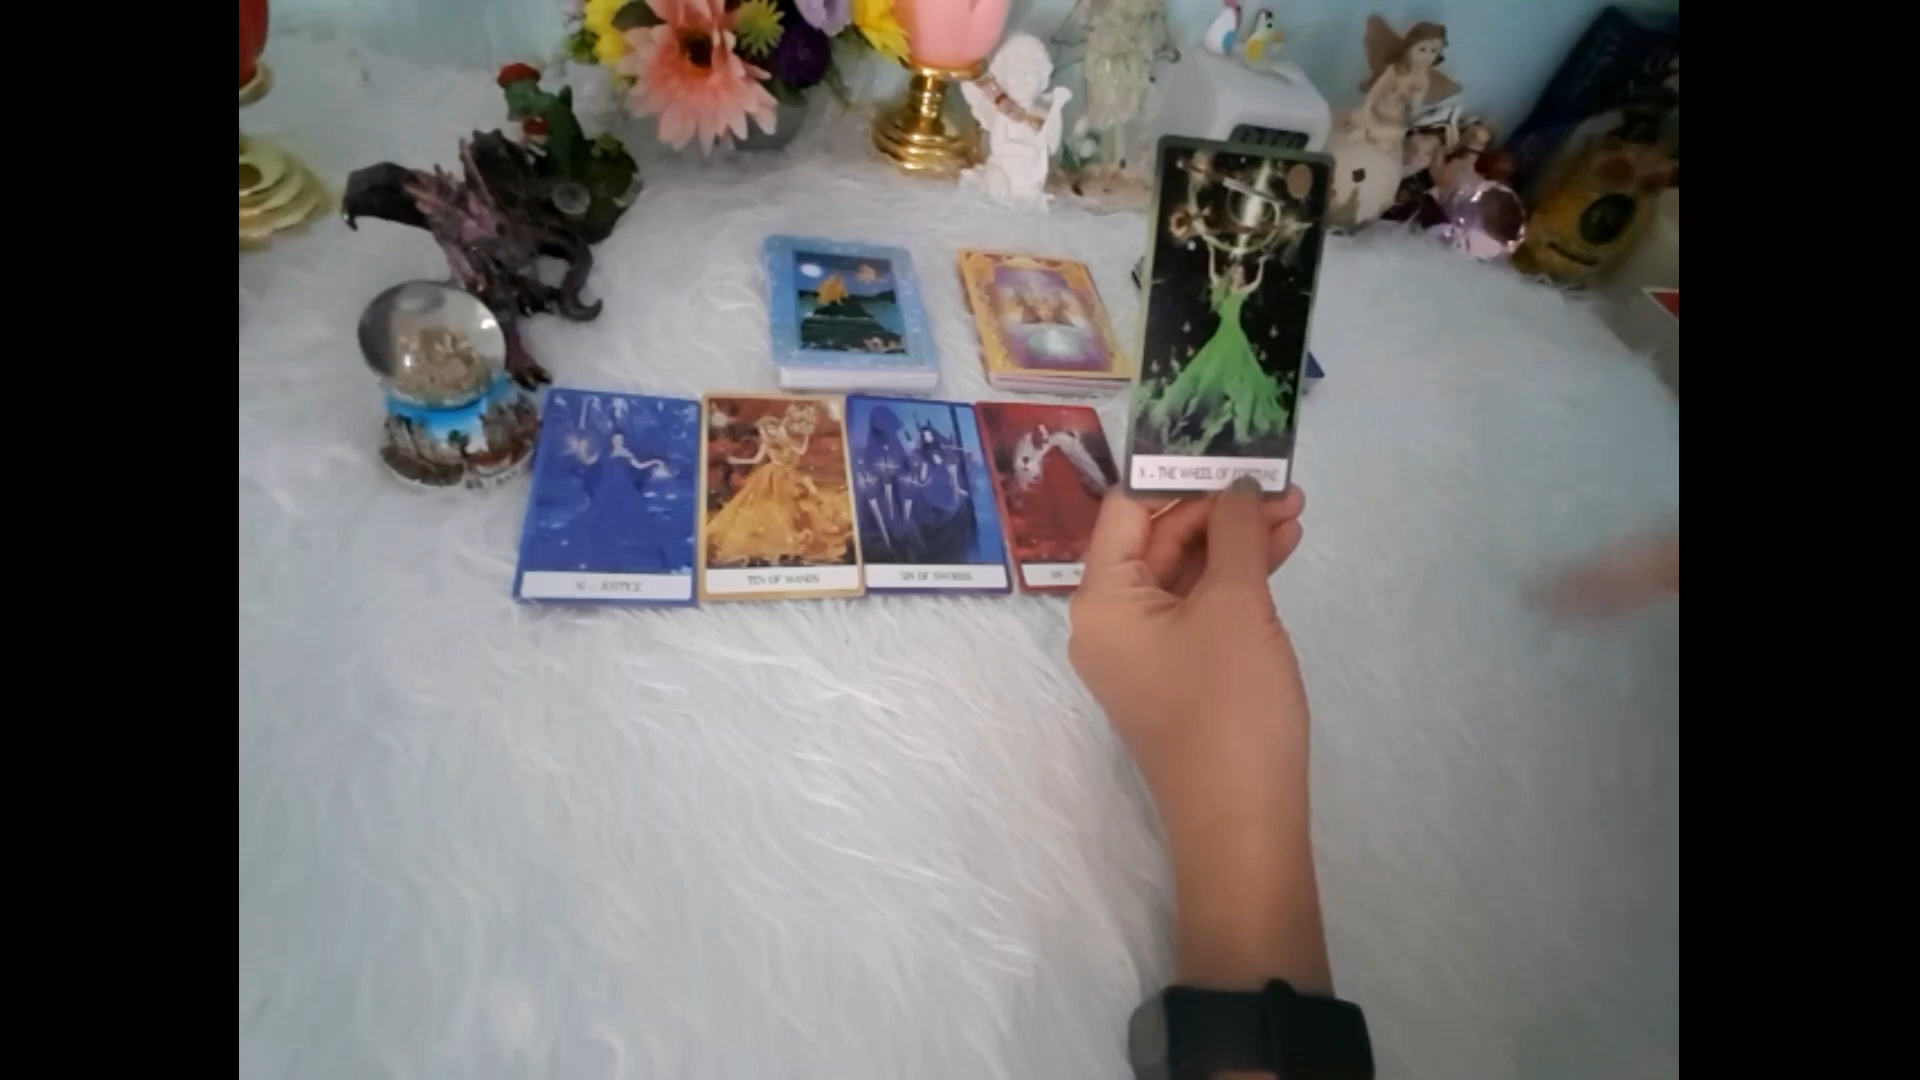 X - THE WHEEL OF FORTUNE
XI - JUSTICE
TEN OF WANDS
SIX OF SWORDS